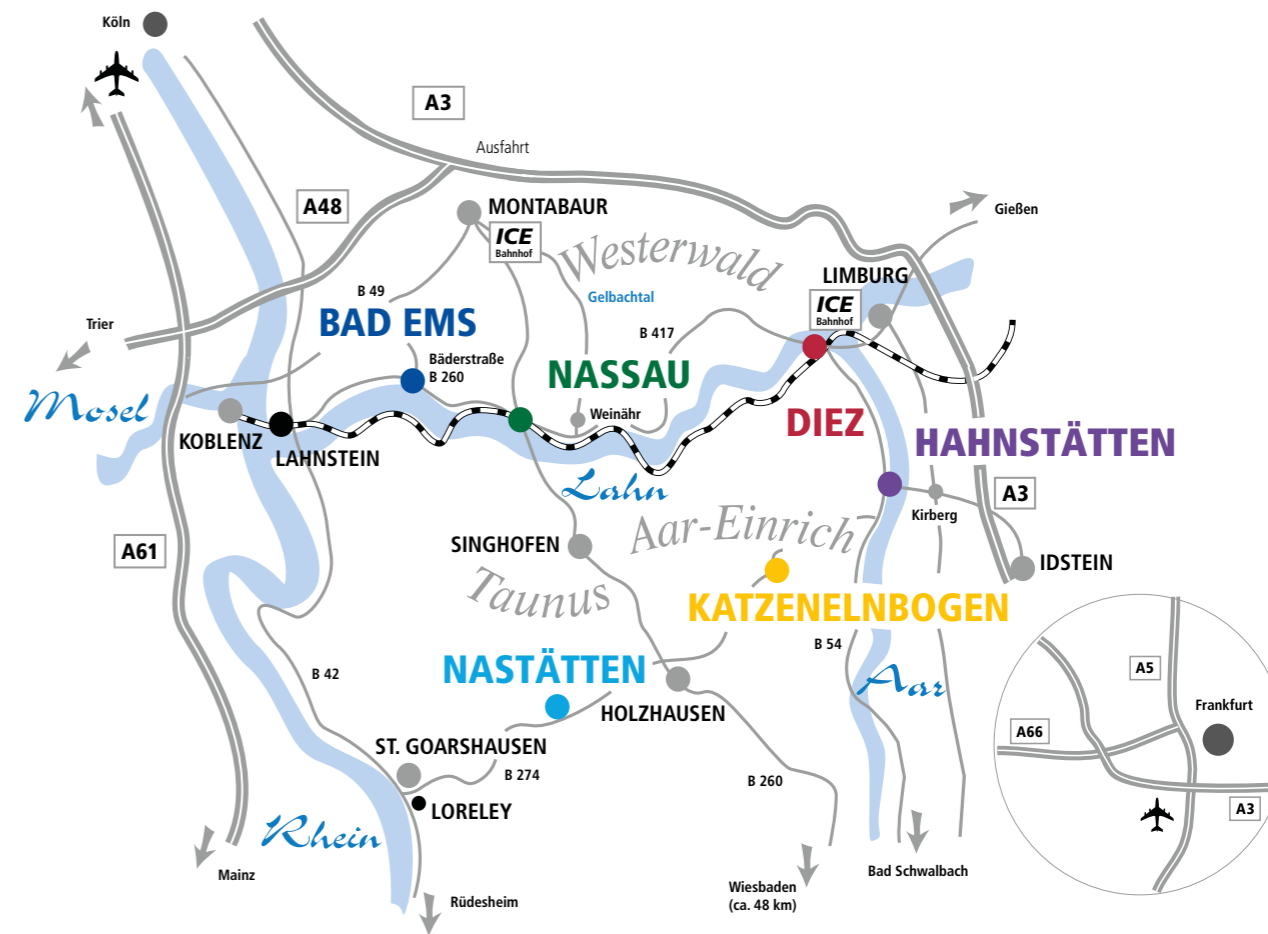 Köln
A3
Ausfahrt
A48
MONTABAUR
ICE
Bahnhof
Westerwald
Gießen
LIMBURG
ICE
Bahnhof
B 49
Gelbachtal
Trier
BAD EMS
B 417
Bäderstraße
B 260
NASSAU
Mosel
Weinähr
DIEZ
KOBLENZ
LAHNSTEIN
HAHNSTÄTTEN
Lahn
A3
Kirberg
Aar-Einrich
A61
SINGHOFEN
IDSTEIN
Taunus
KATZENELNBOGEN
B 54
NASTÄTTEN
B 42
Aar
A5
Frankfurt
HOLZHAUSEN
A66
ST. GOARSHAUSEN
B 274
B 260
A3
LORELEY
Rhein
Mainz
Bad Schwalbach
Wiesbaden
(ca. 48 km)
Rüdesheim